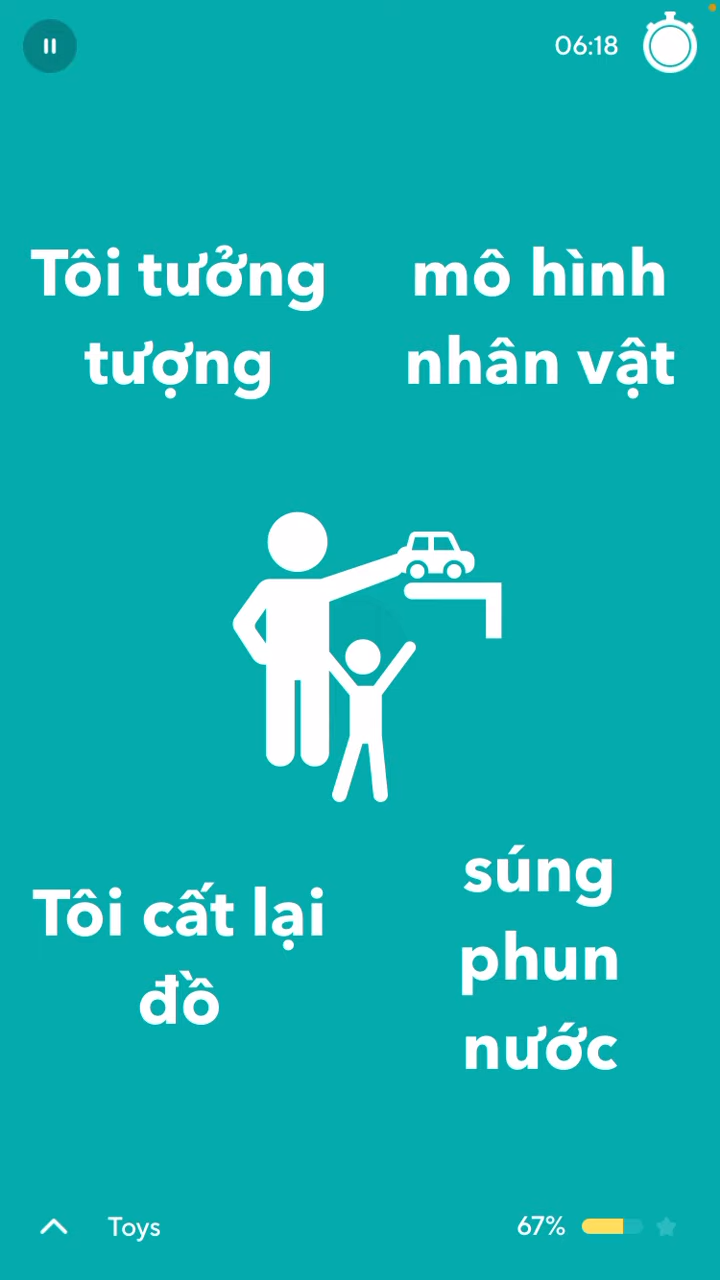 06:18
Tôi tưởng
tượng
mô hình
nhân vật
Tôi cất lại
đồ
súng
phun
nước
Toys
67%